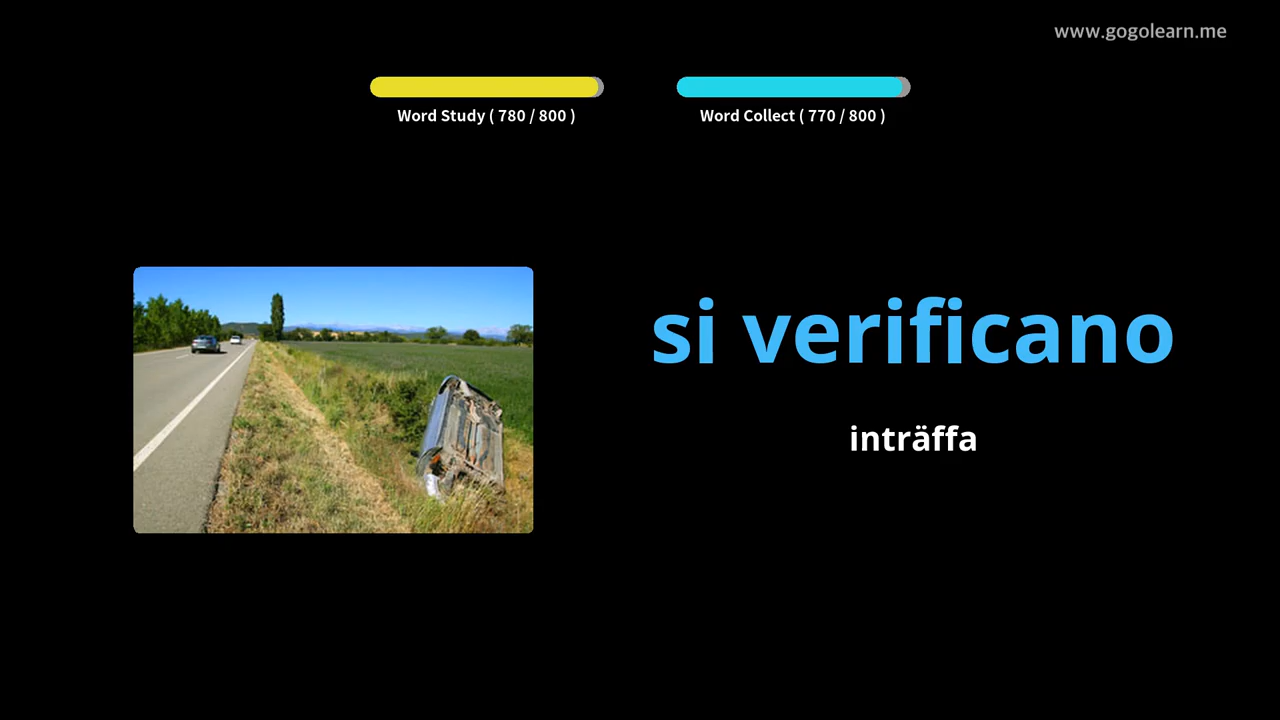 www.gogolearn.me
Word Study ( 780 / 800 )
Word Collect ( 770 / 800 )
si verificano
inträffa